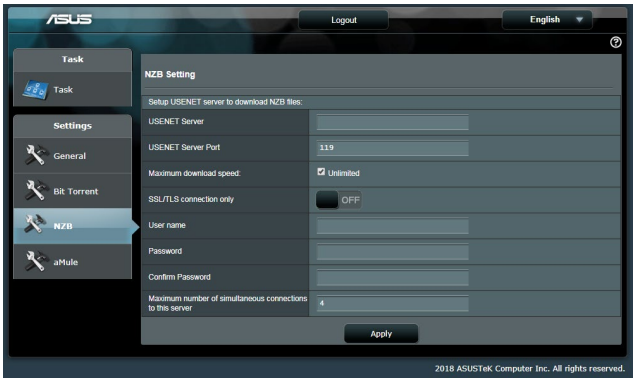 ASUS
Logout
English
Task
Task
Settings
General
Bit Torrent
NZB
aMule
NZB Setting
Setup USENET server to download NZB files:
USENET Server
USENET Server Port
119
Maximum download speed:
Unlimited
SSL/TLS connection only
OFF
User name
Password
Confirm Password
Maximum number of simultaneous connections
to this server
4
Apply
2018 ASUSTeK Computer Inc. All rights reserved.